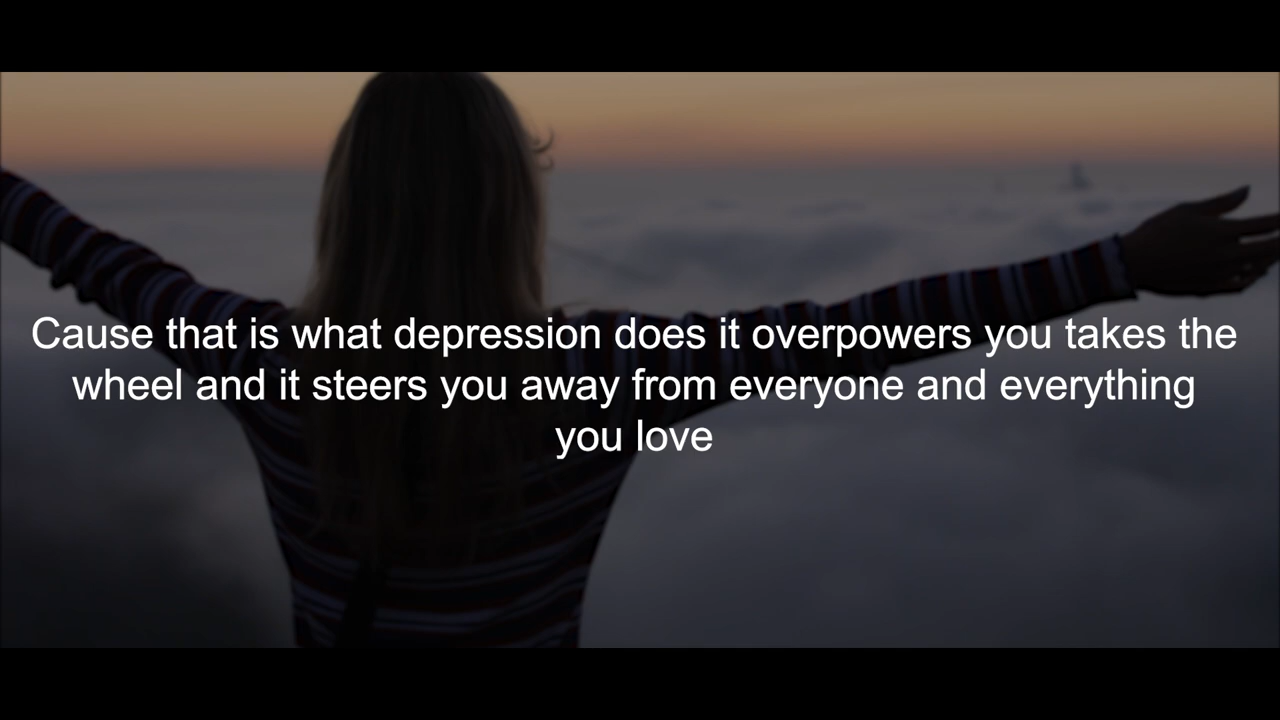 Cause that is what depression does it overpowers you takes the
wheel and it steers you away from everyone and everything
you love